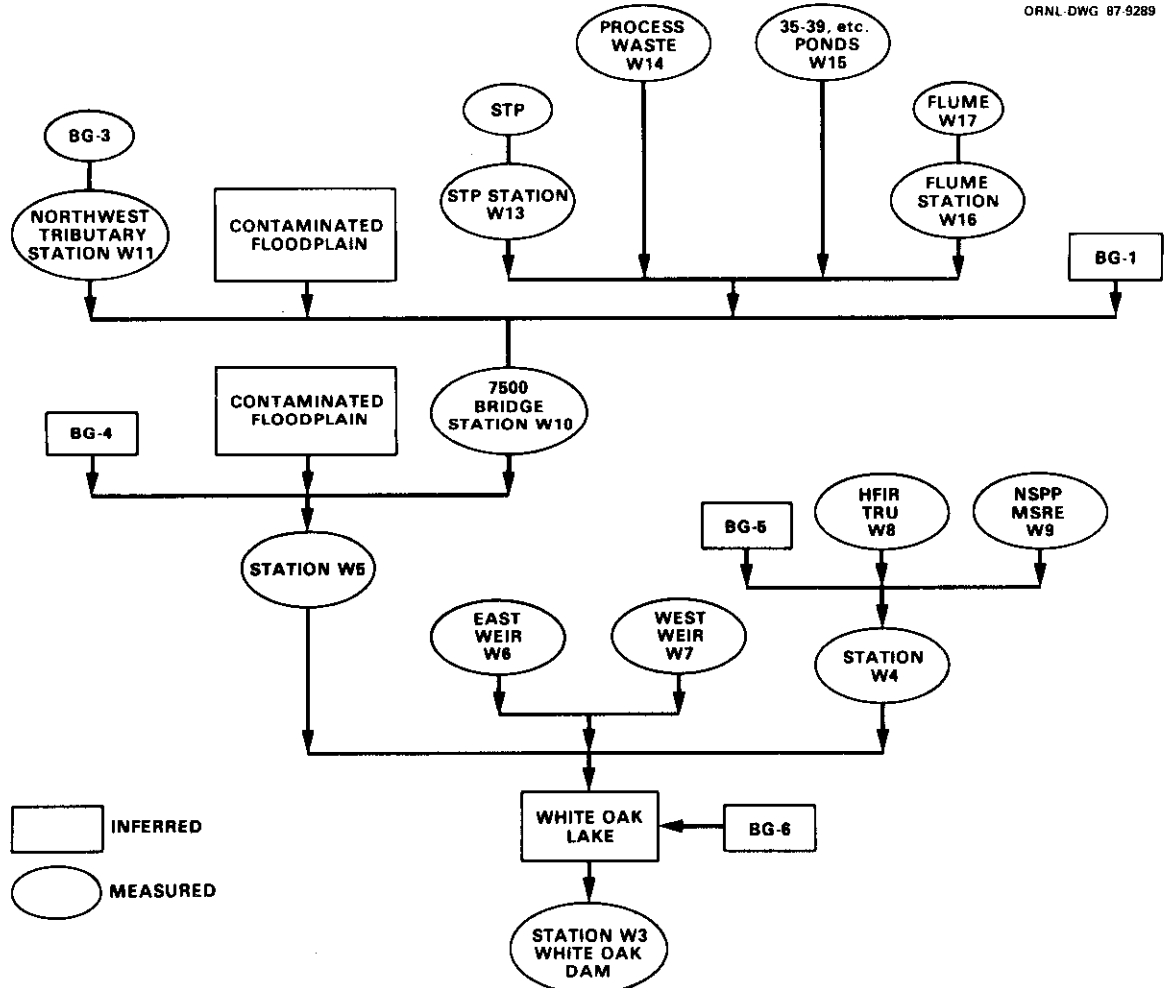 ORNL-DWG 87-9289
PROCESS
WASTE
W14
35-39, etc.
PONDS
W15
STP
FLUME
W17
BG-3
STP STATION
W13
FLUME
STATION
W16
NORTHWEST
TRIBUTARY
STATION W11
CONTAMINATED
FLOODPLAIN
BG-1
7500
BRIDGE
STATION W10
CONTAMINATED
FLOODPLAIN
BG-4
HFIR
TRU
W8
NSPP
MSRE
W9
BG-5
STATION W5
EAST
WEIR
W6
WEST
WEIR
W7
STATION
W4
WHITE OAK
LAKE
BG-6
INFERRED
MEASURED
STATION W3
WHITE OAK
DAM